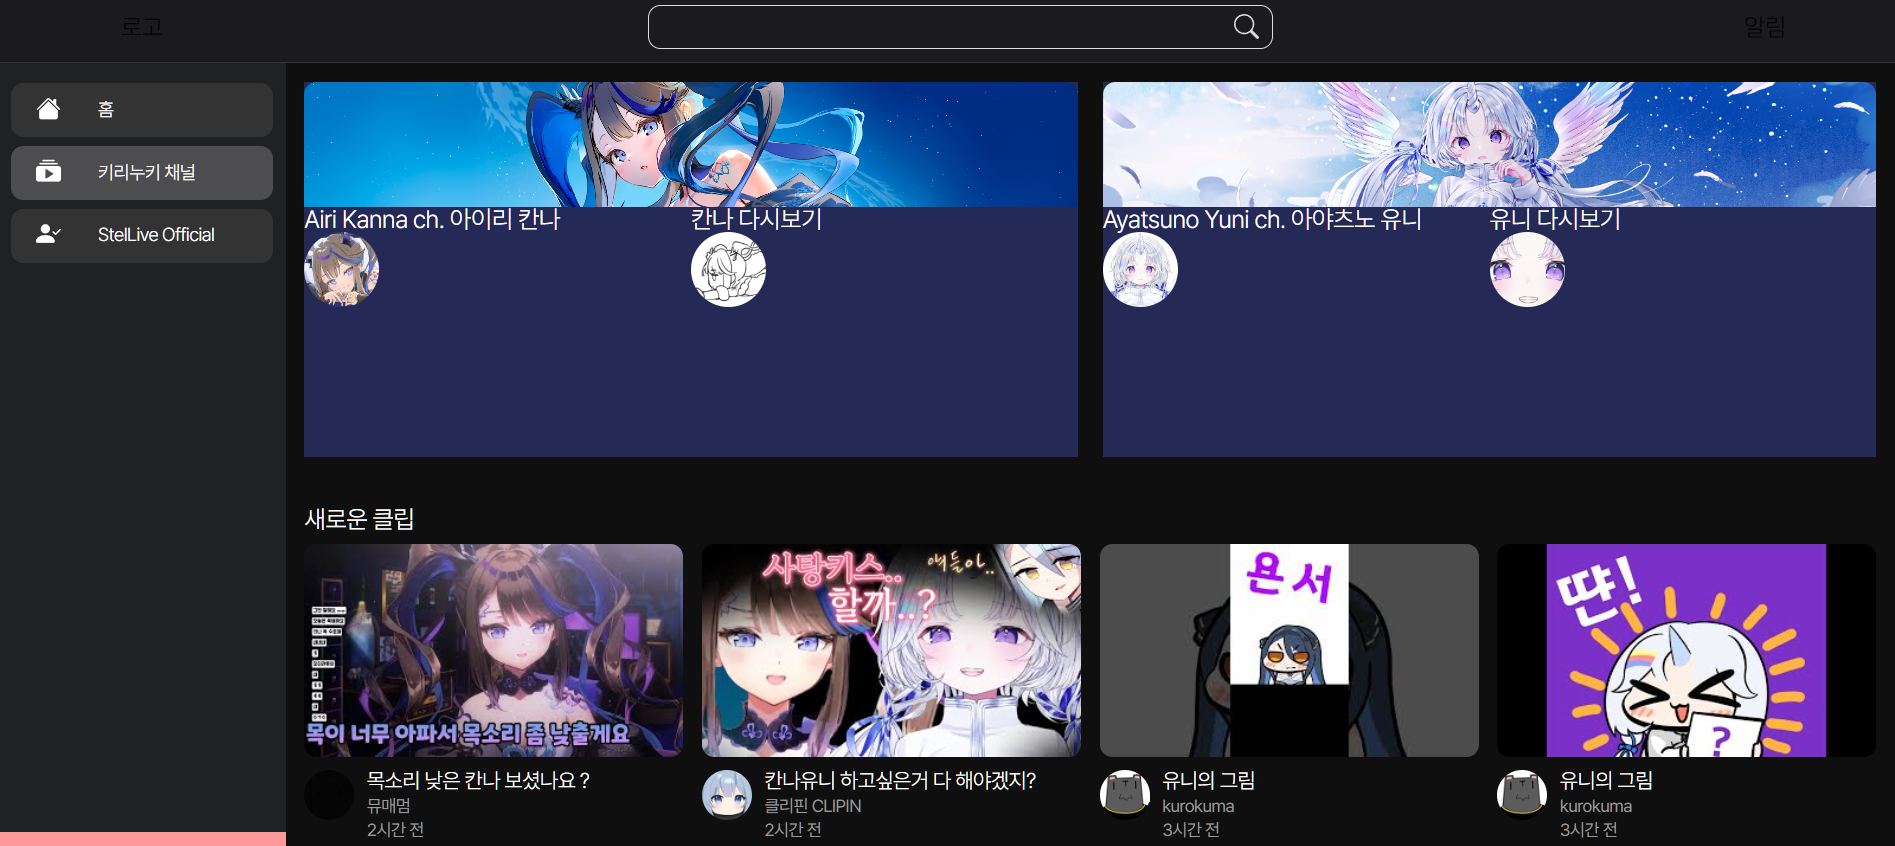 로고
알림
홈
키리누키 채널
StelLive Official
Airi Kanna ch. 아이리 칸나
칸나 다시보기
Ayatsuno Yuni ch. 아야츠노 유니
유니 다시보기
새로운 클립
목이 너무 아파서 목소리 좀 낮출게요
사탕키스..
할까..?
얘들아..
욘서
딴!
?
목소리 낮은 칸나 보셨나요 ?
뮤매멈
2시간 전
칸나유니 하고싶은거 다 해야겠지?
클리핀 CLIPIN
2시간 전
유니의 그림
kurokuma
3시간 전
유니의 그림
kurokuma
3시간 전